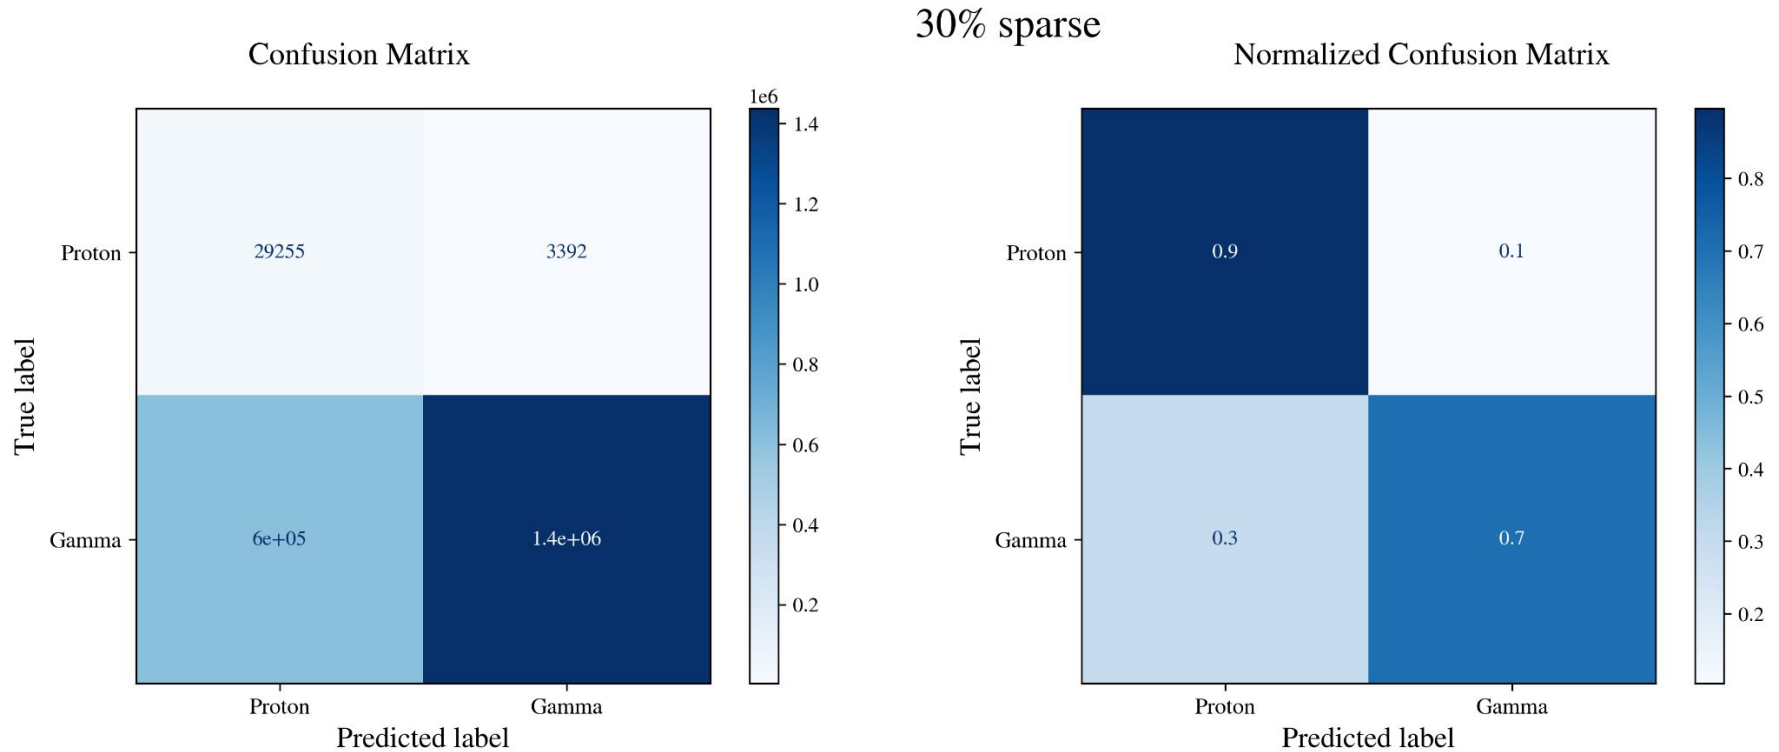 30% sparse
Confusion Matrix
1e6
1.4
1.2
1.0
0.8
0.6
0.4
0.2
True label
Proton
29255
3392
Gamma
6e+05
1.4e+06
Proton
Gamma
Predicted label
Normalized Confusion Matrix
0.8
0.7
0.6
0.5
0.4
0.3
0.2
True label
Proton
0.9
0.1
Gamma
0.3
0.7
Proton
Gamma
Predicted label